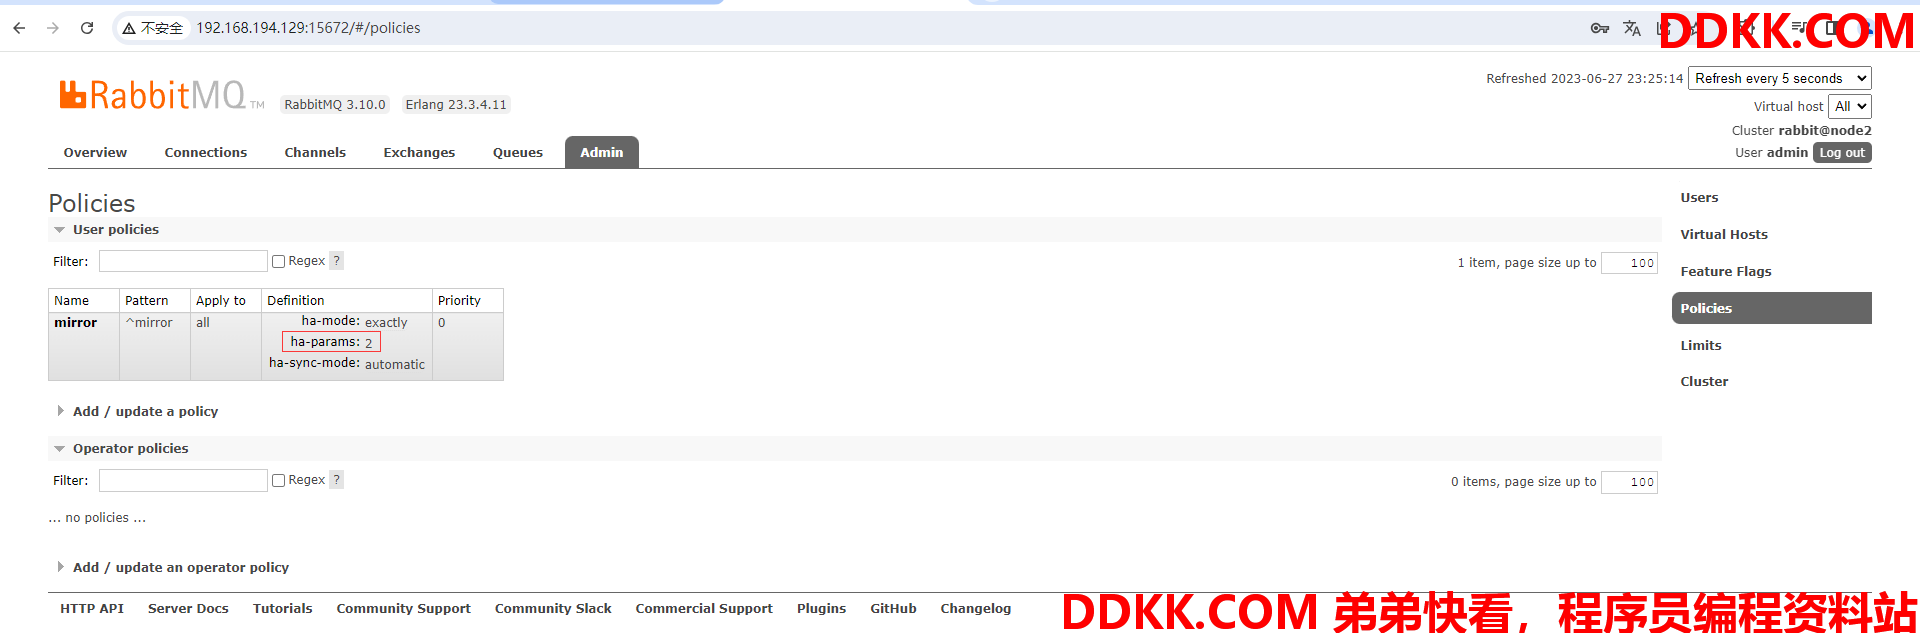 不安全 192.168.194.129:15672/#/policies
DDKK.COM
RabbitMQ TM RabbitMQ 3.10.0 Erlang 23.3.4.11
Refreshed 2023-06-27 23:25:14 Refresh every 5 seconds
Virtual host All
Cluster rabbit@node2
User admin Log out
Overview Connections Channels Exchanges Queues Admin
Policies
User policies
Filter: Regex ?
1 item, page size up to 100
Name Pattern Apply to Definition Priority
mirror ^mirror all ha-mode: exactly 0
ha-params: 2
ha-sync-mode: automatic
Add / update a policy
Operator policies
Filter: Regex ?
0 items, page size up to 100
... no policies ...
Add / update an operator policy
Users
Virtual Hosts
Feature Flags
Policies
Limits
Cluster
HTTP API Server Docs Tutorials Community Support Community Slack Commercial Support Plugins GitHub Changelog
DDKK.COM 弟弟快看，程序员编程资料站